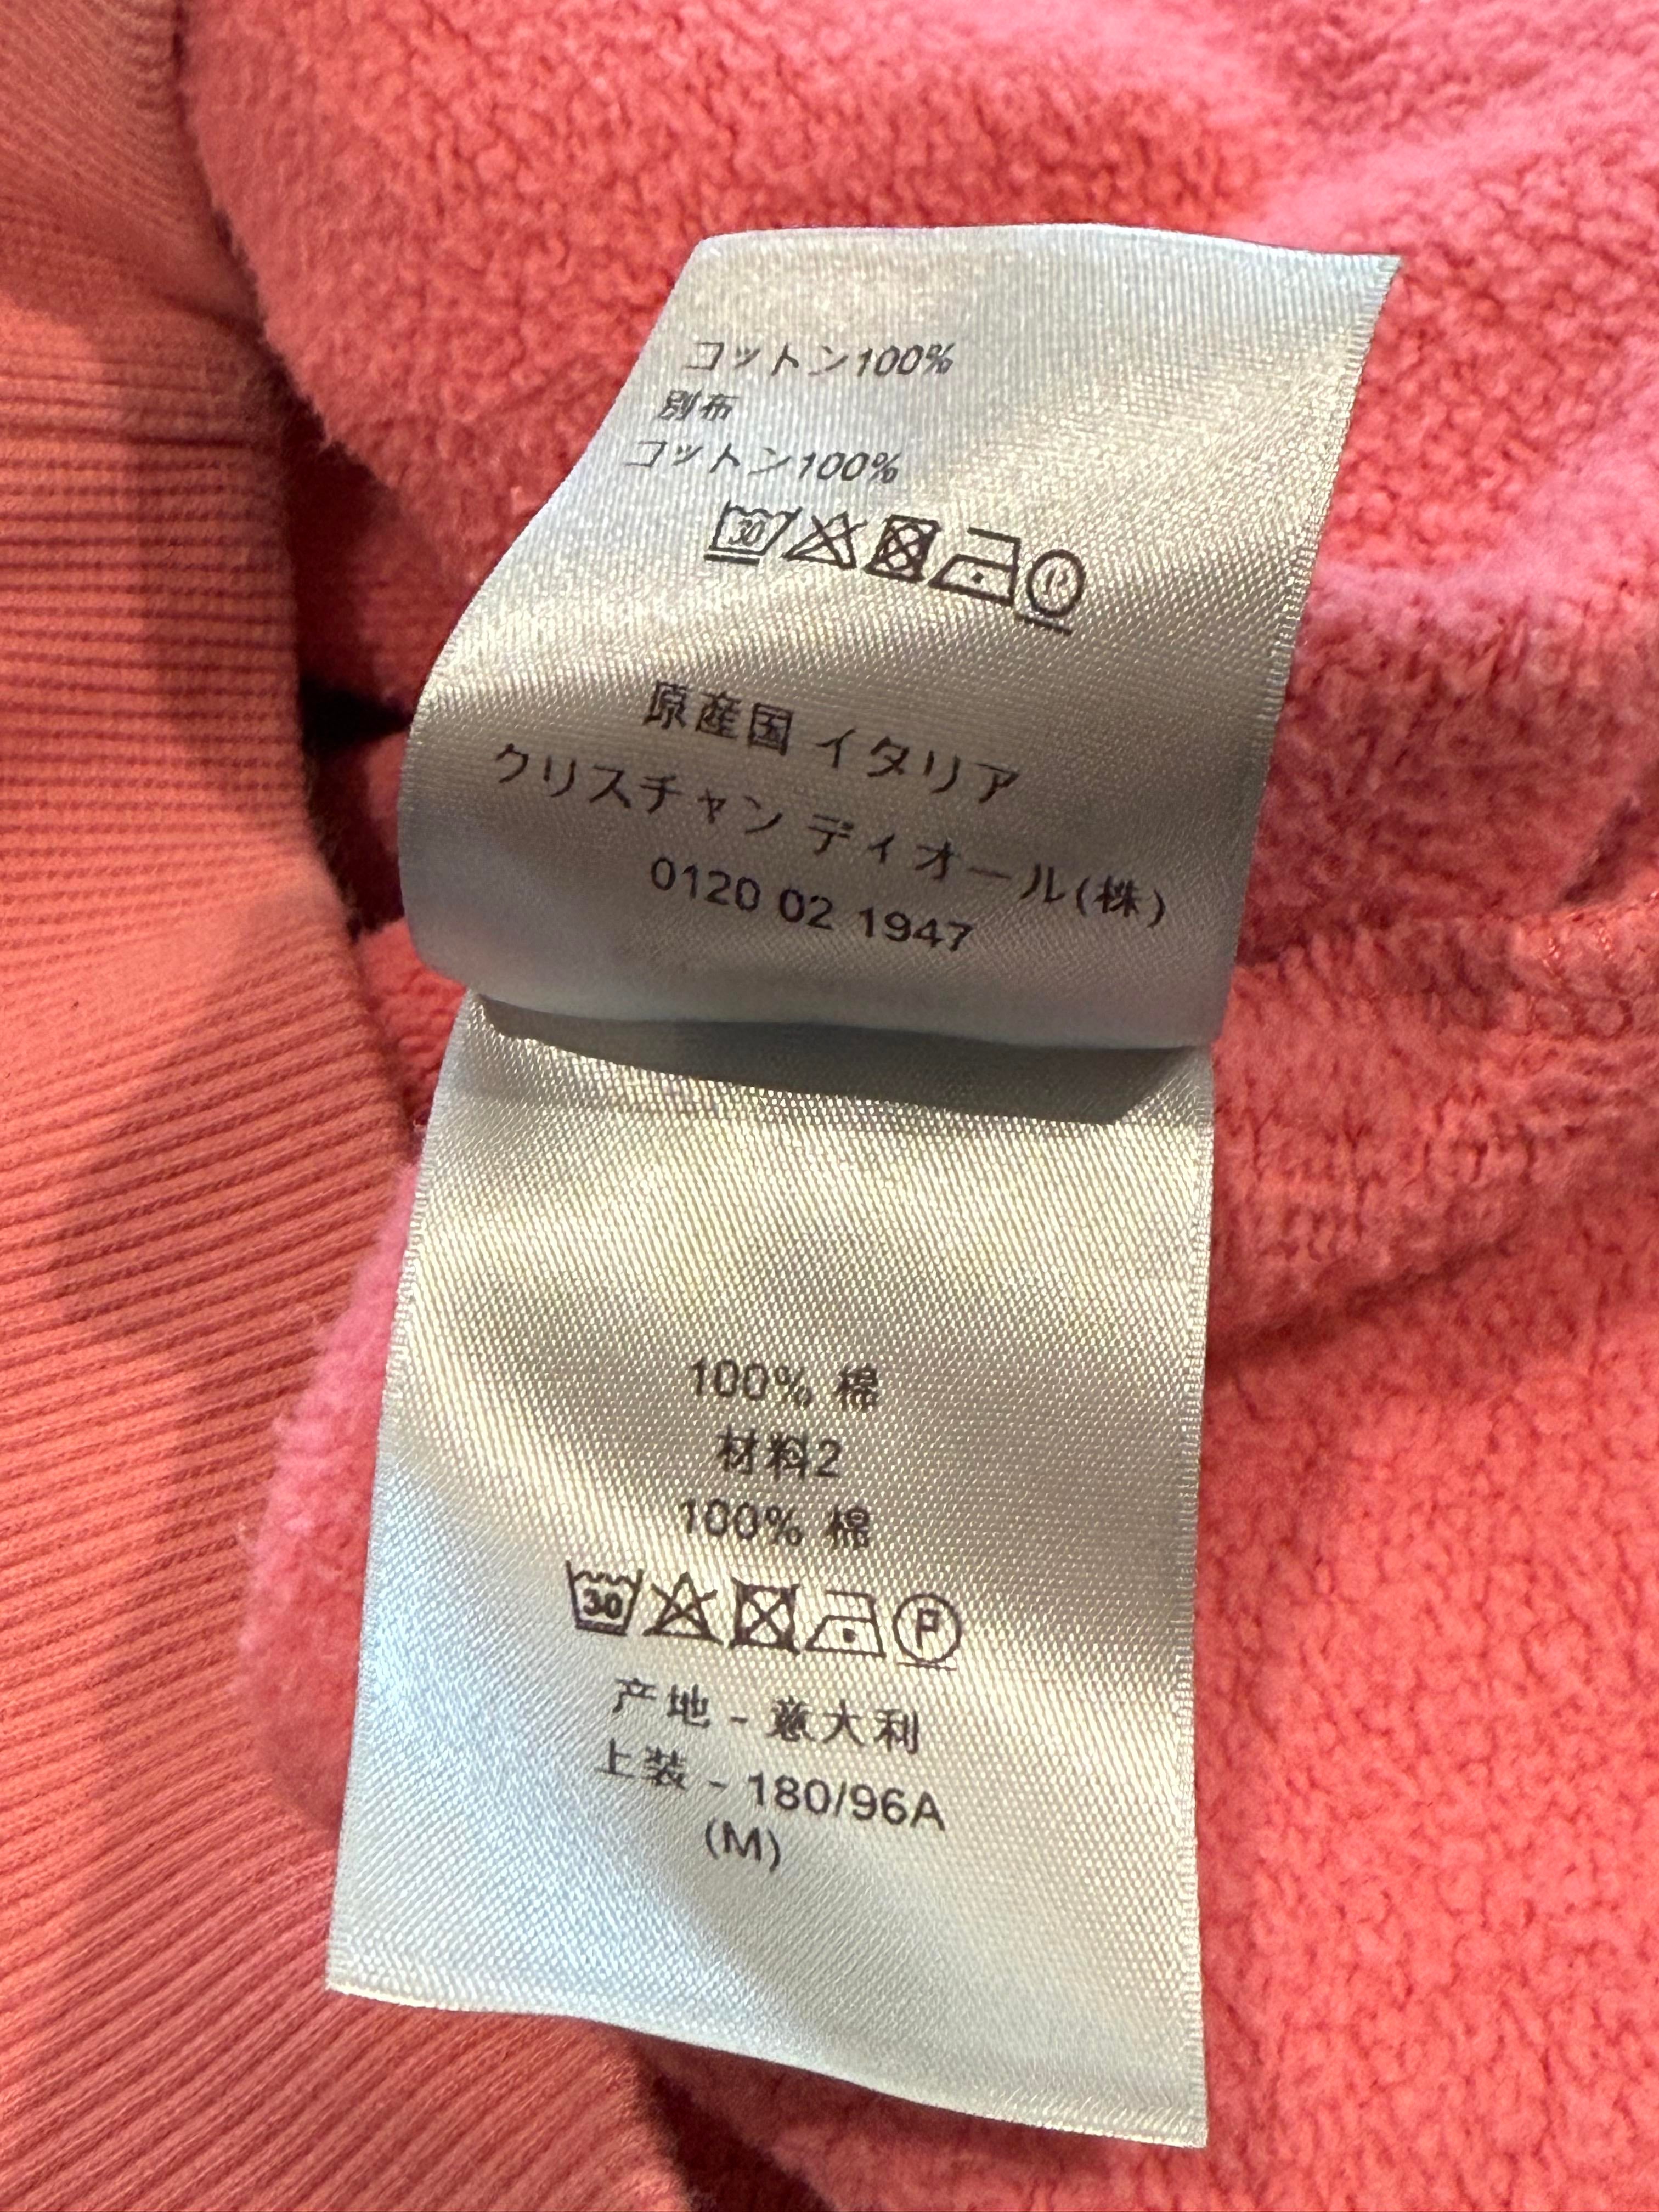 コットン100%
別布
コットン100%
30 P
原産国 イタリア
クリスチャン ディオール(株)
0120 02 1947
100% 棉
材料2
100% 棉
30 P
产地 - 意大利
上装 - 180/96A
(M)